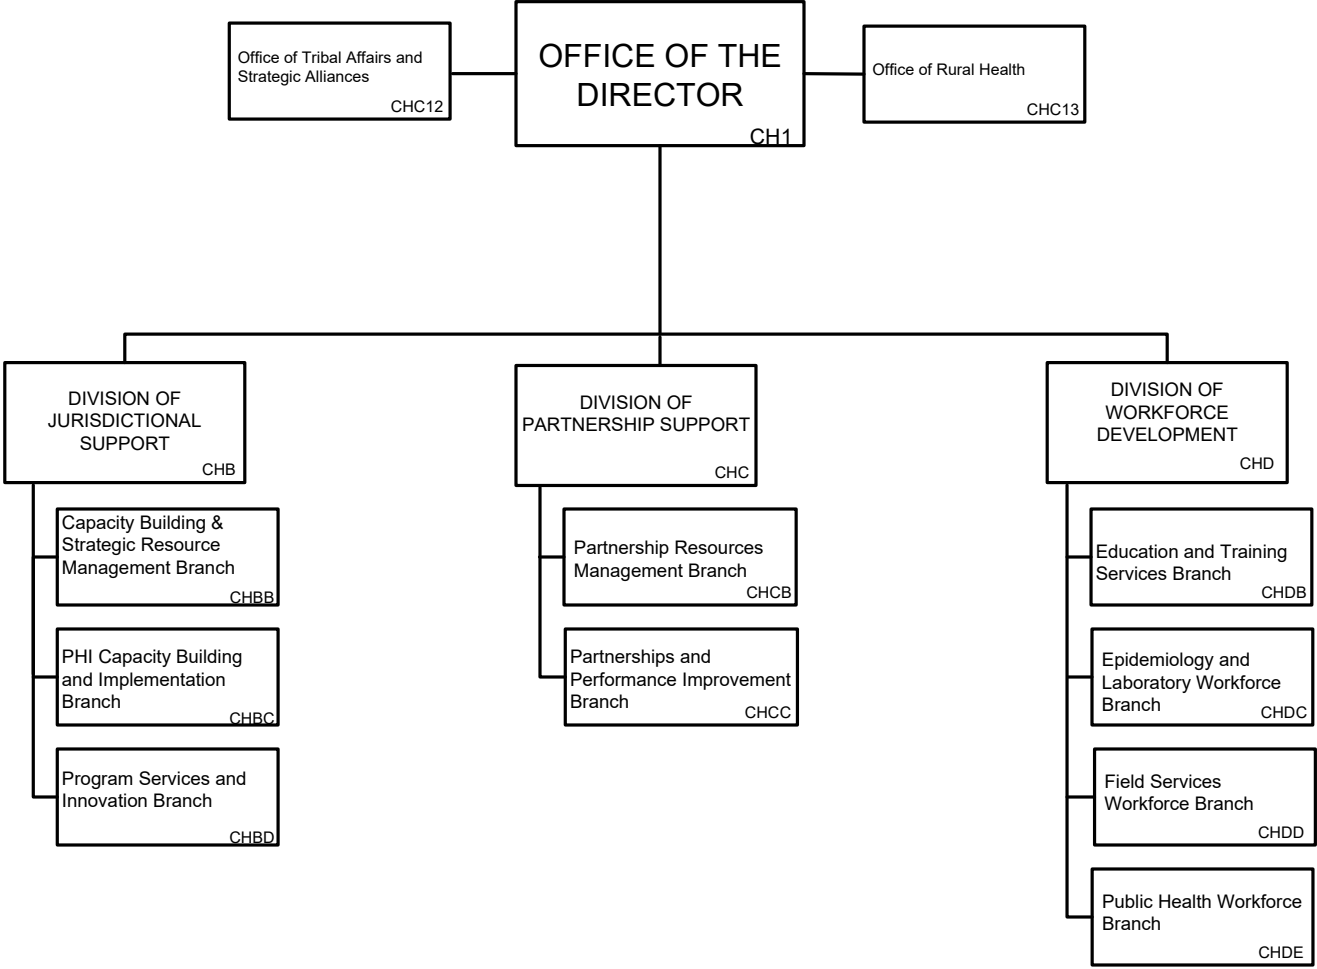 Office of Tribal Affairs and
Strategic Alliances
CHC12
OFFICE OF THE
DIRECTOR
CH1
Office of Rural Health
CHC13
DIVISION OF
JURISDICTIONAL
SUPPORT
CHB
Capacity Building &
Strategic Resource
Management Branch
CHBB
PHI Capacity Building
and Implementation
Branch
CHBC
Program Services and
Innovation Branch
CHBD
DIVISION OF
PARTNERSHIP SUPPORT
CHC
Partnership Resources
Management Branch
CHCB
Partnerships and
Performance Improvement
Branch
CHCC
DIVISION OF
WORKFORCE
DEVELOPMENT
CHD
Education and Training
Services Branch
CHDB
Epidemiology and
Laboratory Workforce
Branch
CHDC
Field Services
Workforce Branch
CHDD
Public Health Workforce
Branch
CHDE